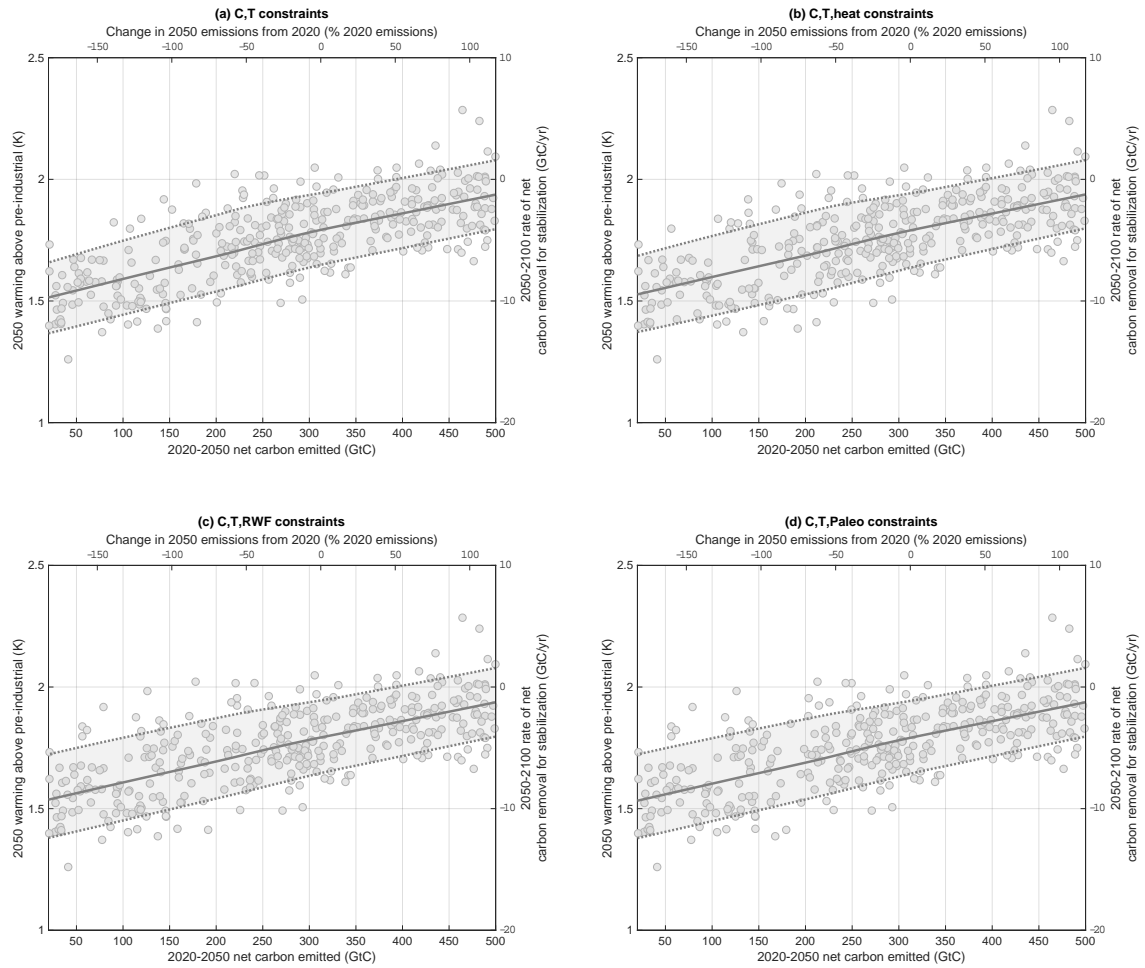 (a) C,T constraints
Change in 2050 emissions from 2020 (% 2020 emissions)
−150 −100 −50 0 50 100
2.5
2
1.5
1
2050 warming above pre-industrial (K)
10
0
−10
−20
2050-2100 rate of net
carbon removal for stabilization (GtC/yr)
50 100 150 200 250 300 350 400 450 500
2020-2050 net carbon emitted (GtC)
(b) C,T,heat constraints
Change in 2050 emissions from 2020 (% 2020 emissions)
−150 −100 −50 0 50 100
2.5
2
1.5
1
2050 warming above pre-industrial (K)
10
0
−10
−20
2050-2100 rate of net
carbon removal for stabilization (GtC/yr)
50 100 150 200 250 300 350 400 450 500
2020-2050 net carbon emitted (GtC)
(c) C,T,RWF constraints
Change in 2050 emissions from 2020 (% 2020 emissions)
−150 −100 −50 0 50 100
2.5
2
1.5
1
2050 warming above pre-industrial (K)
10
0
−10
−20
2050-2100 rate of net
carbon removal for stabilization (GtC/yr)
50 100 150 200 250 300 350 400 450 500
2020-2050 net carbon emitted (GtC)
(d) C,T,Paleo constraints
Change in 2050 emissions from 2020 (% 2020 emissions)
−150 −100 −50 0 50 100
2.5
2
1.5
1
2050 warming above pre-industrial (K)
10
0
−10
−20
2050-2100 rate of net
carbon removal for stabilization (GtC/yr)
50 100 150 200 250 300 350 400 450 500
2020-2050 net carbon emitted (GtC)